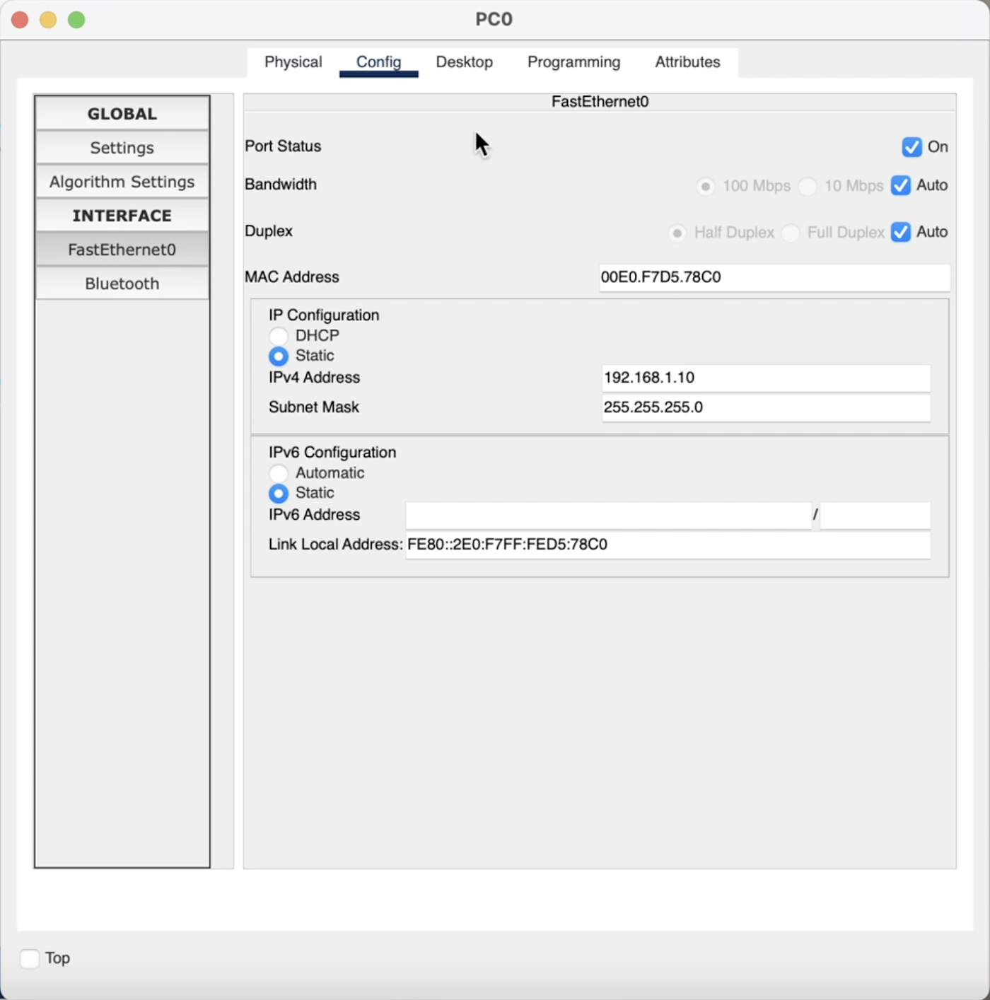 PC0
Physical Config Desktop Programming Attributes
GLOBAL
Settings
Algorithm Settings
INTERFACE
FastEthernet0
Bluetooth
FastEthernet0
Port Status On
Bandwidth 100 Mbps 10 Mbps Auto
Duplex Half Duplex Full Duplex Auto
MAC Address 00E0.F7D5.78C0
IP Configuration
DHCP
Static
IPv4 Address 192.168.1.10
Subnet Mask 255.255.255.0
IPv6 Configuration
Automatic
Static
IPv6 Address /
Link Local Address: FE80::2E0:F7FF:FED5:78C0
Top